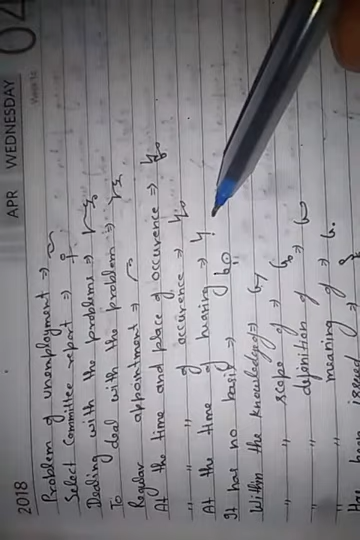 2018 APR WEDNESDAY 04
Problem of unemployment ⇒
Select Committee report ⇒
Dealing with the problems ⇒
To deal with the problem ⇒
Regular appointment ⇒
At the time and place of occurence ⇒
" " " of occurence ⇒
At the time of hearing ⇒
It has no basis ⇒
Within the knowledge ⇒
" " scope of ⇒
" " definition of ⇒
" " meaning of ⇒
Has been issued ⇒